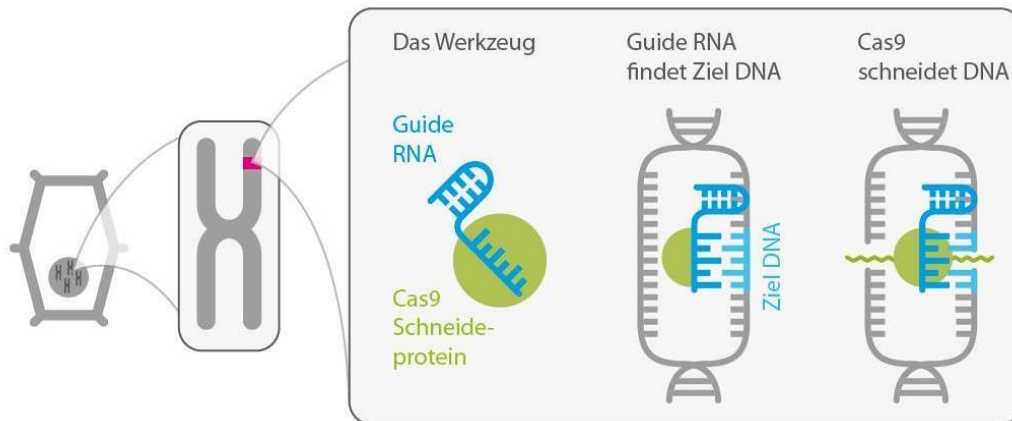 Das Werkzeug
Guide RNA
findet Ziel DNA
Cas9
schneidet DNA
Guide
RNA
Cas9
Schneide-
protein
Ziel DNA